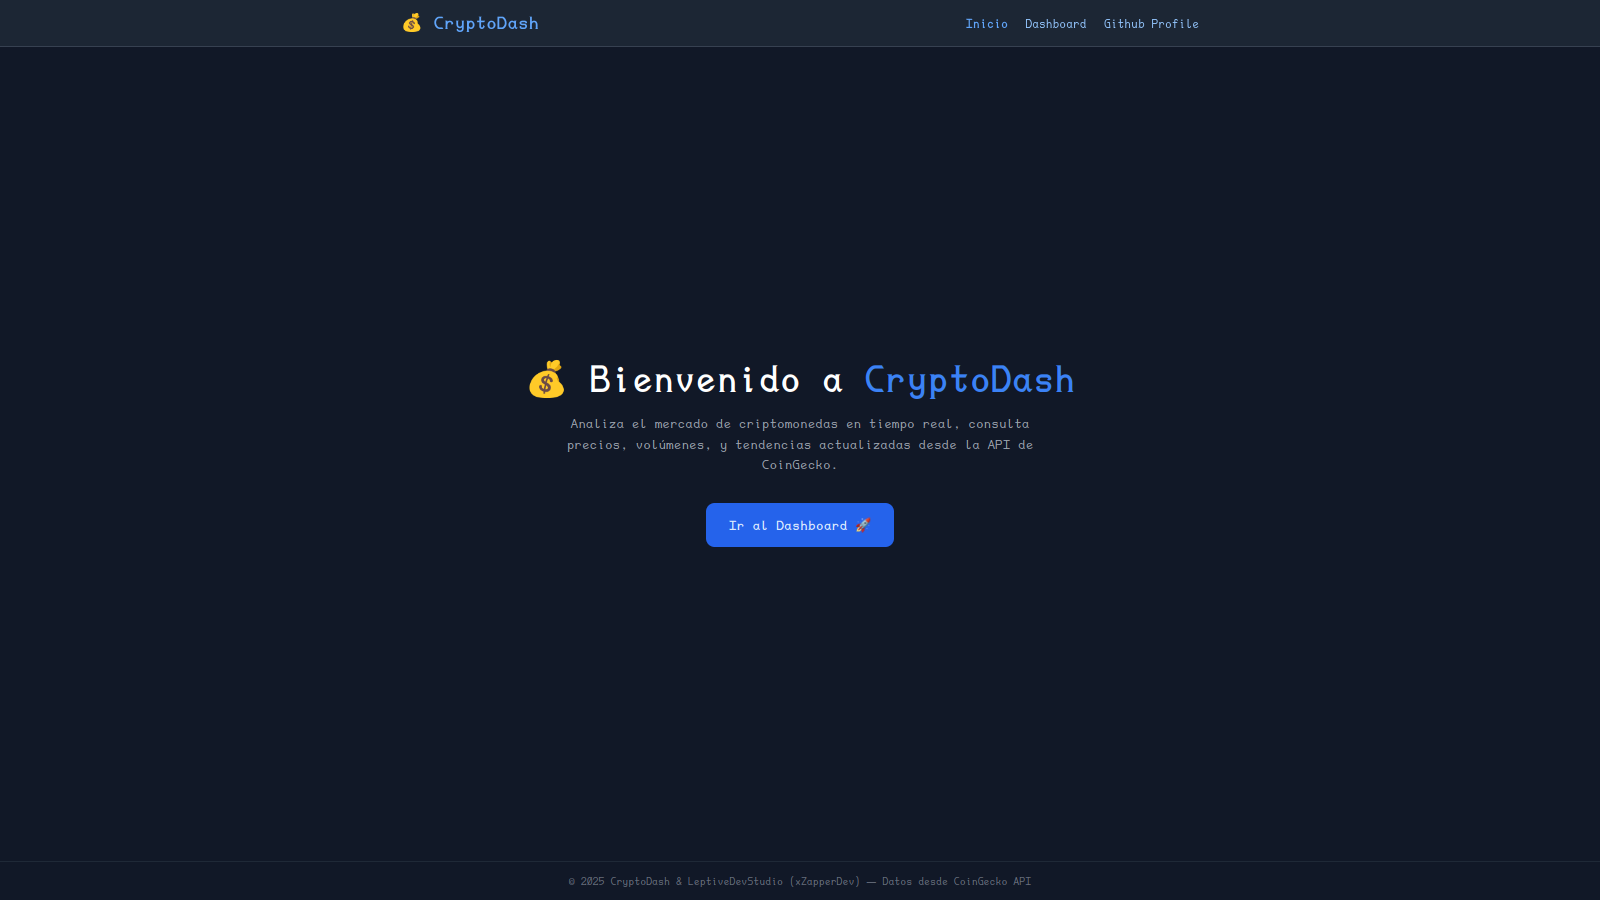 💰 CryptoDash
Inicio Dashboard Github Profile
💰 Bienvenido a CryptoDash
Analiza el mercado de criptomonedas en tiempo real, consulta
precios, volúmenes, y tendencias actualizadas desde la API de
CoinGecko.
Ir al Dashboard 🚀
© 2025 CryptoDash & LeptiveDevStudio (xZapperDev) — Datos desde CoinGecko API